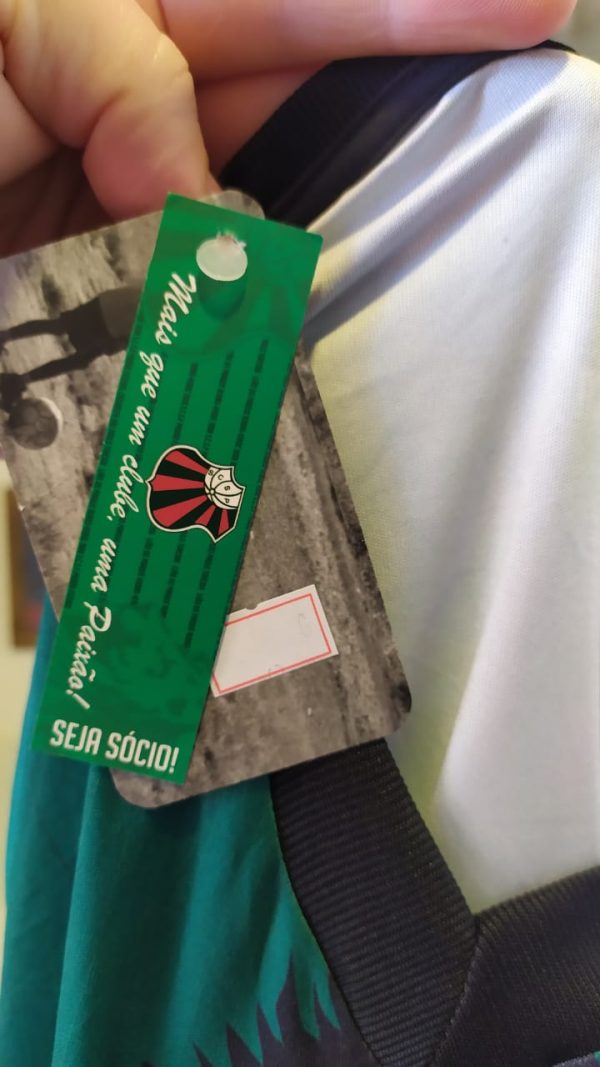 Mais que um clube, uma Paixão!
SEJA SÓCIO!